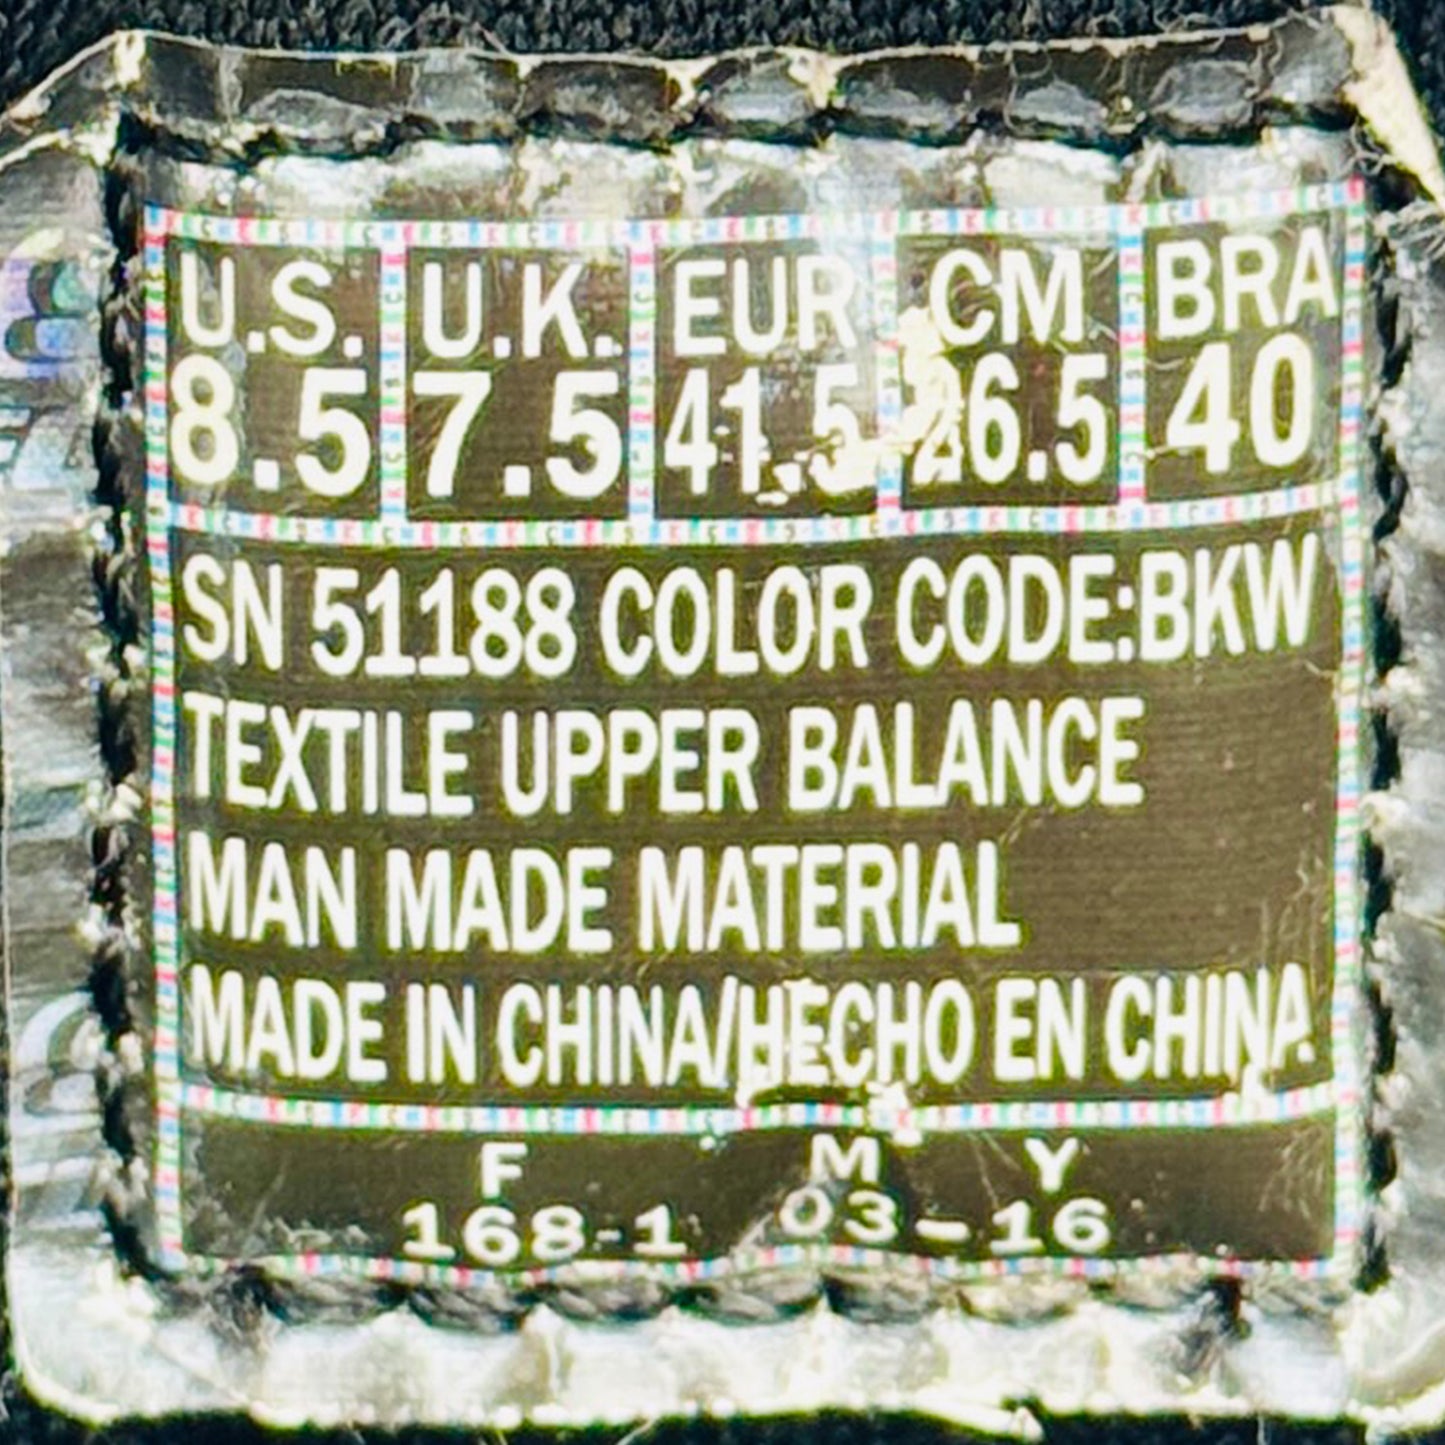 U.S. U.K. EUR CM BRA
8.5 7.5 41.5 26.5 40
SN 51188 COLOR CODE:BKW
TEXTILE UPPER BALANCE
MAN MADE MATERIAL
MADE IN CHINA/HECHO EN CHINA
F M Y
168-1 03-16